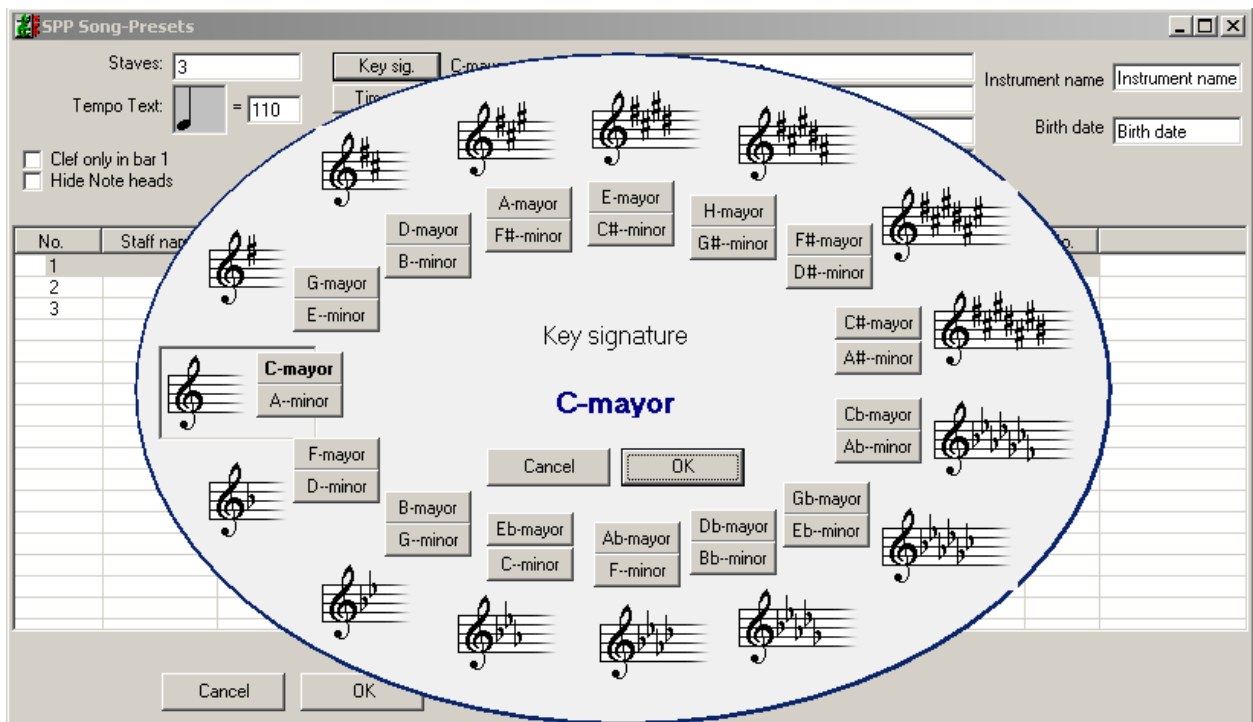 SPP Song-Presets
Staves: 3
Key sig. C-mayor
Instrument name Instrument name
Tempo Text: = 110
Birth date Birth date
Clef only in bar 1
Hide Note heads
No. Staff
1
2
3
E-mayor
C#--minor
A-mayor
F#--minor
H-mayor
G#--minor
D-mayor
B--minor
F#-mayor
D#--minor
G-mayor
E--minor
C#-mayor
A#--minor
Key signature
C-mayor
A--minor
C-mayor
Cb-mayor
Ab--minor
F-mayor
D--minor
Cancel OK
Gb-mayor
Eb--minor
B-mayor
G--minor
Eb-mayor
C--minor
Ab-mayor
F--minor
Db-mayor
Bb--minor
Cancel OK